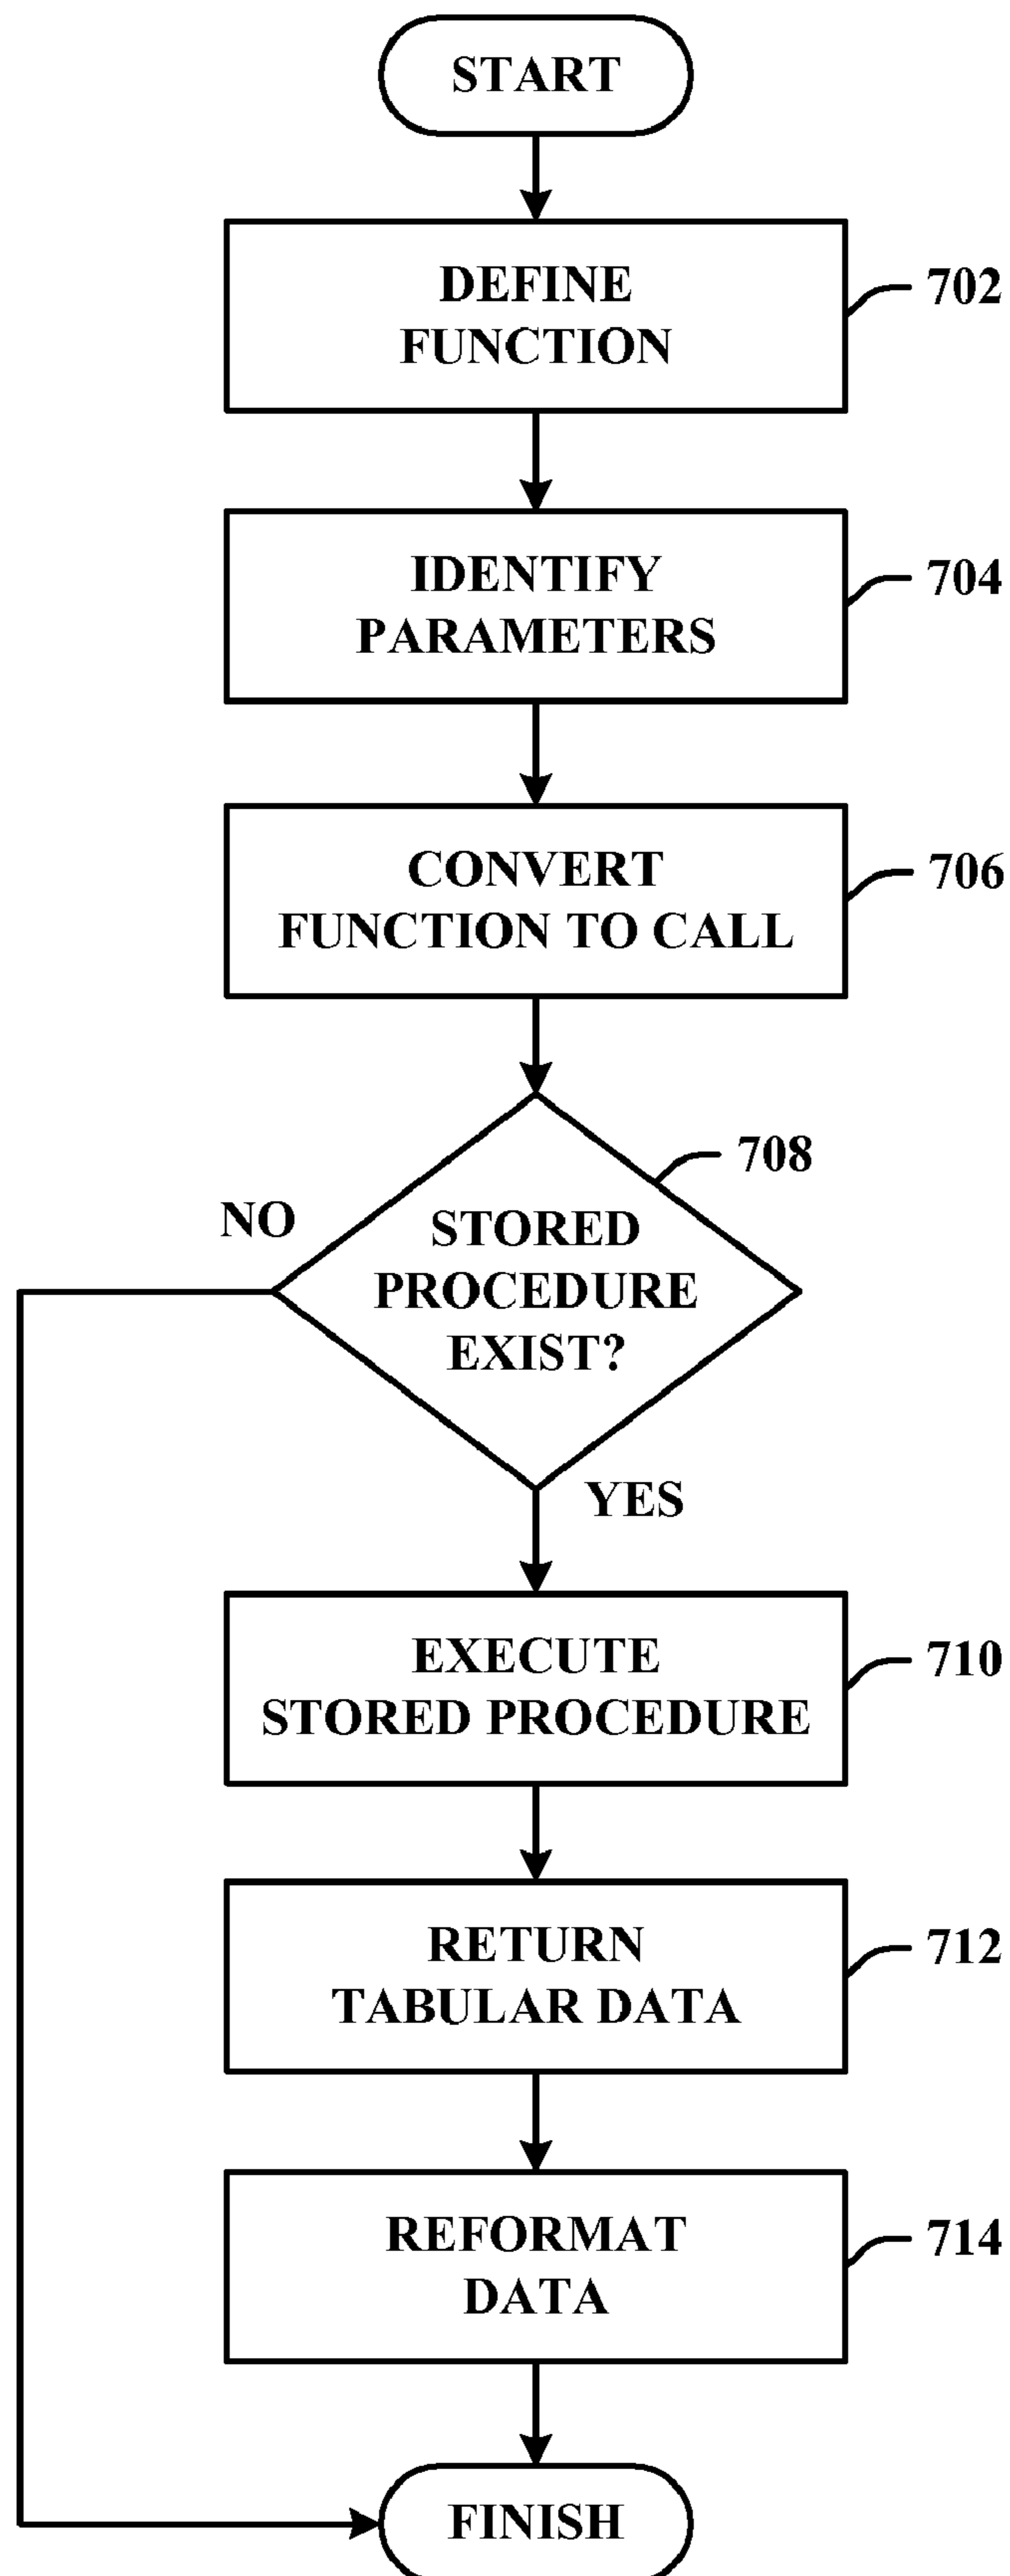 START
DEFINE
FUNCTION
702
IDENTIFY
PARAMETERS
704
CONVERT
FUNCTION TO CALL
706
708
NO
STORED
PROCEDURE
EXIST?
YES
EXECUTE
STORED PROCEDURE
710
RETURN
TABULAR DATA
712
REFORMAT
DATA
714
FINISH